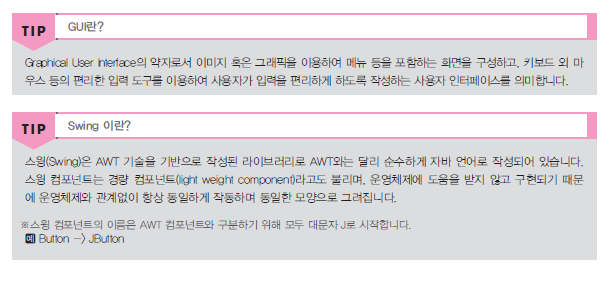 TIP
GUI란?
Graphical User Interface의 약자로서 이미지 혹은 그래픽을 이용하여 메뉴 등을 포함하는 화면을 구성하고, 키보드 외 마
우스 등의 편리한 입력 도구를 이용하여 사용자가 입력을 편리하게 하도록 작성하는 사용자 인터페이스를 의미합니다.
TIP
Swing 이란?
스윙(Swing)은 AWT 기술을 기반으로 작성된 라이브러리로 AWT와는 달리 순수하게 자바 언어로 작성되어 있습니다.
스윙 컴포넌트는 경량 컴포넌트(light weight component)라고도 불리며, 운영체제에 도움을 받지 않고 구현되기 때문
에 운영체제와 관계없이 항상 동일하게 작동하며 동일한 모양으로 그려집니다.
※스윙 컴포넌트의 이름은 AWT 컴포넌트와 구분하기 위해 모두 대문자 J로 시작합니다.
예 Button -> JButton